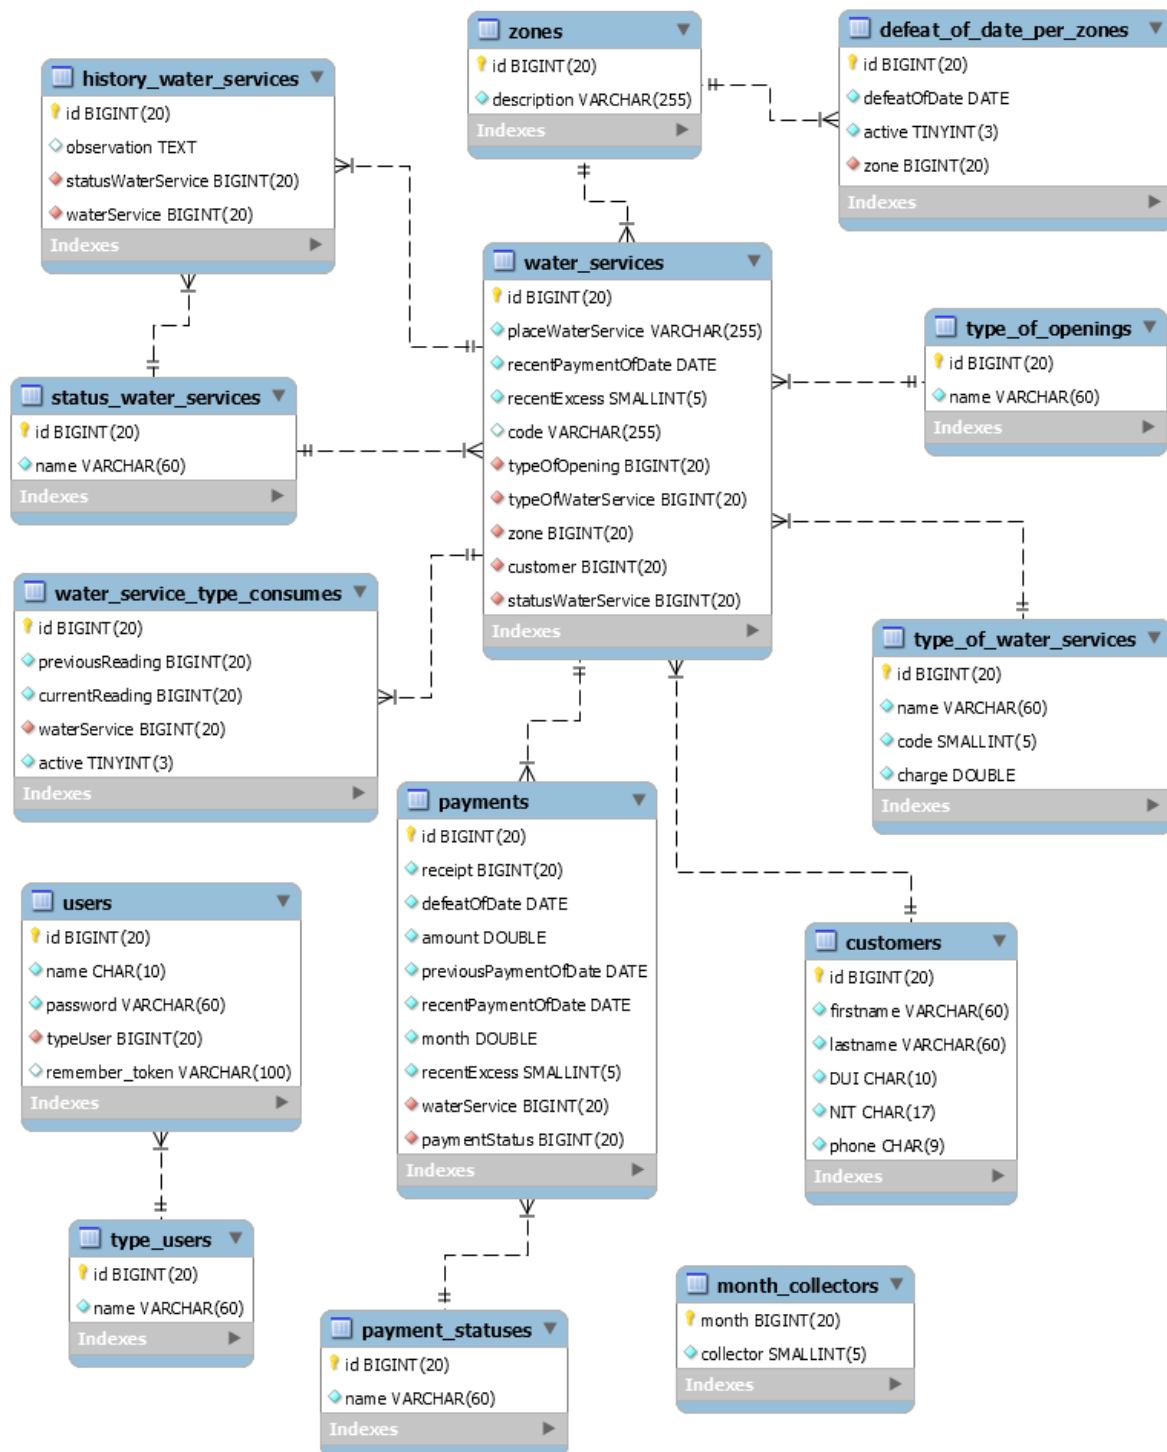 zones
id BIGINT(20)
description VARCHAR(255)
Indexes
defeat_of_date_per_zones
id BIGINT(20)
defeatOfDate DATE
active TINYINT(3)
zone BIGINT(20)
Indexes
history_water_services
id BIGINT(20)
observation TEXT
statusWaterService BIGINT(20)
waterService BIGINT(20)
Indexes
water_services
id BIGINT(20)
placeWaterService VARCHAR(255)
recentPaymentOfDate DATE
recentExcess SMALLINT(5)
code VARCHAR(255)
typeOfOpening BIGINT(20)
typeOfWaterService BIGINT(20)
zone BIGINT(20)
customer BIGINT(20)
statusWaterService BIGINT(20)
Indexes
type_of_openings
id BIGINT(20)
name VARCHAR(60)
Indexes
status_water_services
id BIGINT(20)
name VARCHAR(60)
Indexes
water_service_type_consumes
id BIGINT(20)
previousReading BIGINT(20)
currentReading BIGINT(20)
waterService BIGINT(20)
active TINYINT(3)
Indexes
type_of_water_services
id BIGINT(20)
name VARCHAR(60)
code SMALLINT(5)
charge DOUBLE
Indexes
payments
id BIGINT(20)
receipt BIGINT(20)
defeatOfDate DATE
amount DOUBLE
previousPaymentOfDate DATE
recentPaymentOfDate DATE
month DOUBLE
recentExcess SMALLINT(5)
waterService BIGINT(20)
paymentStatus BIGINT(20)
Indexes
users
id BIGINT(20)
name CHAR(10)
password VARCHAR(60)
typeUser BIGINT(20)
remember_token VARCHAR(100)
Indexes
customers
id BIGINT(20)
firstname VARCHAR(60)
lastname VARCHAR(60)
DUI CHAR(10)
NIT CHAR(17)
phone CHAR(9)
Indexes
type_users
id BIGINT(20)
name VARCHAR(60)
Indexes
payment_statuses
id BIGINT(20)
name VARCHAR(60)
Indexes
month_collectors
month BIGINT(20)
collector SMALLINT(5)
Indexes